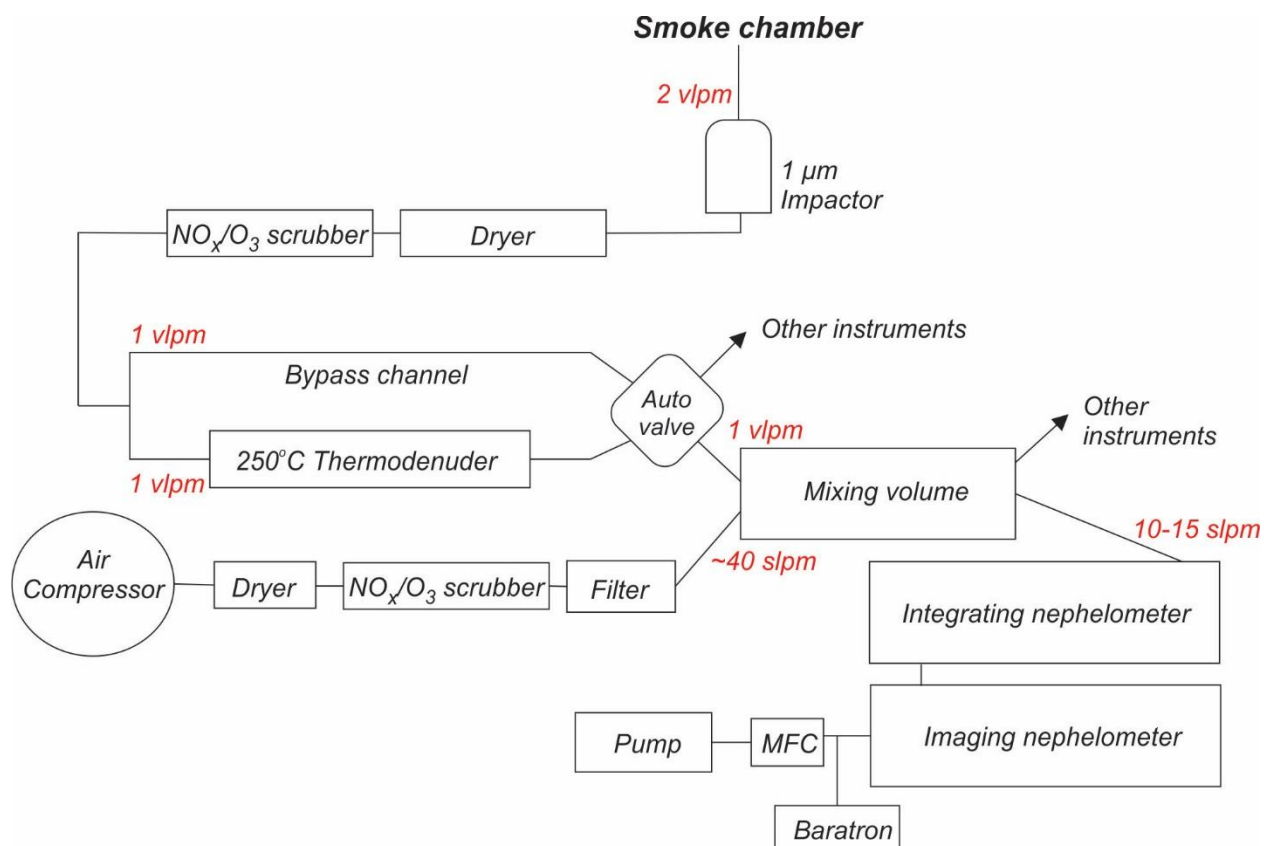 Smoke chamber
2 vlpm
1 µm
Impactor
NOx/O3 scrubber
Dryer
1 vlpm
Other instruments
Bypass channel
Auto
valve
Other
instruments
1 vlpm
250°C Thermodenuder
1 vlpm
Mixing volume
10-15 slpm
Air
Compressor
~40 slpm
Dryer
NOx/O3 scrubber
Filter
Integrating nephelometer
Pump
MFC
Imaging nephelometer
Baratron